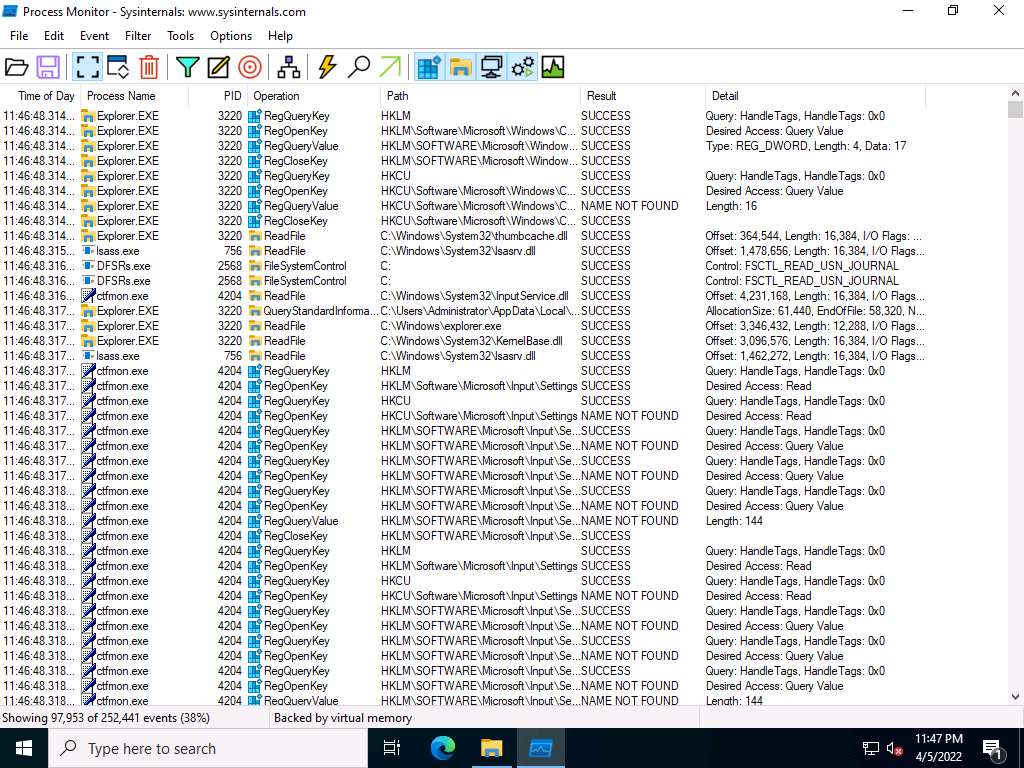 Process Monitor - Sysinternals: www.sysinternals.com
File Edit Event Filter Tools Options Help
Time of Day Process Name PID Operation Path Result Detail
11:46:48.314... Explorer.EXE 3220 RegQueryKey HKLM SUCCESS Query: HandleTags, HandleTags: 0x0
11:46:48.314... Explorer.EXE 3220 RegOpenKey HKLM\Software\Microsoft\Windows\C... SUCCESS Desired Access: Query Value
11:46:48.314... Explorer.EXE 3220 RegQueryValue HKLM\SOFTWARE\Microsoft\Window... SUCCESS Type: REG_DWORD, Length: 4, Data: 17
11:46:48.314... Explorer.EXE 3220 RegCloseKey HKLM\SOFTWARE\Microsoft\Window... SUCCESS
11:46:48.314... Explorer.EXE 3220 RegQueryKey HKCU SUCCESS Query: HandleTags, HandleTags: 0x0
11:46:48.314... Explorer.EXE 3220 RegOpenKey HKCU\Software\Microsoft\Windows\C... SUCCESS Desired Access: Query Value
11:46:48.314... Explorer.EXE 3220 RegQueryValue HKCU\Software\Microsoft\Windows\C... NAME NOT FOUND Length: 16
11:46:48.314... Explorer.EXE 3220 RegCloseKey HKCU\Software\Microsoft\Windows\C... SUCCESS
11:46:48.314... Explorer.EXE 3220 ReadFile C:\Windows\System32\thumbcache.dll SUCCESS Offset: 364,544, Length: 16,384, I/O Flags: ...
11:46:48.315... lsass.exe 756 ReadFile C:\Windows\System32\lsasrv.dll SUCCESS Offset: 1,478,656, Length: 16,384, I/O Flags...
11:46:48.316... DFSRs.exe 2568 FileSystemControl C: SUCCESS Control: FSCTL_READ_USN_JOURNAL
11:46:48.316... DFSRs.exe 2568 FileSystemControl C: SUCCESS Control: FSCTL_READ_USN_JOURNAL
11:46:48.316... ctfmon.exe 4204 ReadFile C:\Windows\System32\InputService.dll SUCCESS Offset: 4,231,168, Length: 16,384, I/O Flags...
11:46:48.317... Explorer.EXE 3220 QueryStandardInforma... C:\Users\Administrator\AppData\Local\... SUCCESS AllocationSize: 61,440, EndOfFile: 58,320, N...
11:46:48.317... Explorer.EXE 3220 ReadFile C:\Windows\explorer.exe SUCCESS Offset: 3,346,432, Length: 12,288, I/O Flags...
11:46:48.317... Explorer.EXE 3220 ReadFile C:\Windows\System32\KernelBase.dll SUCCESS Offset: 3,096,576, Length: 16,384, I/O Flags...
11:46:48.317... lsass.exe 756 ReadFile C:\Windows\System32\lsasrv.dll SUCCESS Offset: 1,462,272, Length: 16,384, I/O Flags...
11:46:48.317... ctfmon.exe 4204 RegQueryKey HKLM SUCCESS Query: HandleTags, HandleTags: 0x0
11:46:48.317... ctfmon.exe 4204 RegOpenKey HKLM\Software\Microsoft\Input\Settings SUCCESS Desired Access: Read
11:46:48.317... ctfmon.exe 4204 RegQueryKey HKCU SUCCESS Query: HandleTags, HandleTags: 0x0
11:46:48.317... ctfmon.exe 4204 RegOpenKey HKCU\Software\Microsoft\Input\Settings NAME NOT FOUND Desired Access: Read
11:46:48.317... ctfmon.exe 4204 RegQueryKey HKLM\SOFTWARE\Microsoft\Input\Se... SUCCESS Query: HandleTags, HandleTags: 0x0
11:46:48.317... ctfmon.exe 4204 RegOpenKey HKLM\SOFTWARE\Microsoft\Input\Se... NAME NOT FOUND Desired Access: Query Value
11:46:48.317... ctfmon.exe 4204 RegQueryKey HKLM\SOFTWARE\Microsoft\Input\Se... SUCCESS Query: HandleTags, HandleTags: 0x0
11:46:48.317... ctfmon.exe 4204 RegOpenKey HKLM\SOFTWARE\Microsoft\Input\Se... NAME NOT FOUND Desired Access: Query Value
11:46:48.318... ctfmon.exe 4204 RegQueryKey HKLM\SOFTWARE\Microsoft\Input\Se... SUCCESS Query: HandleTags, HandleTags: 0x0
11:46:48.318... ctfmon.exe 4204 RegOpenKey HKLM\SOFTWARE\Microsoft\Input\Se... NAME NOT FOUND Desired Access: Query Value
11:46:48.318... ctfmon.exe 4204 RegQueryValue HKLM\SOFTWARE\Microsoft\Input\Se... NAME NOT FOUND Length: 144
11:46:48.318... ctfmon.exe 4204 RegCloseKey HKLM\SOFTWARE\Microsoft\Input\Se... SUCCESS
11:46:48.318... ctfmon.exe 4204 RegQueryKey HKLM SUCCESS Query: HandleTags, HandleTags: 0x0
11:46:48.318... ctfmon.exe 4204 RegOpenKey HKLM\Software\Microsoft\Input\Settings SUCCESS Desired Access: Read
11:46:48.318... ctfmon.exe 4204 RegQueryKey HKCU SUCCESS Query: HandleTags, HandleTags: 0x0
11:46:48.318... ctfmon.exe 4204 RegOpenKey HKCU\Software\Microsoft\Input\Settings NAME NOT FOUND Desired Access: Read
11:46:48.318... ctfmon.exe 4204 RegQueryKey HKLM\SOFTWARE\Microsoft\Input\Se... SUCCESS Query: HandleTags, HandleTags: 0x0
11:46:48.318... ctfmon.exe 4204 RegOpenKey HKLM\SOFTWARE\Microsoft\Input\Se... NAME NOT FOUND Desired Access: Query Value
11:46:48.318... ctfmon.exe 4204 RegQueryKey HKLM\SOFTWARE\Microsoft\Input\Se... SUCCESS Query: HandleTags, HandleTags: 0x0
11:46:48.318... ctfmon.exe 4204 RegOpenKey HKLM\SOFTWARE\Microsoft\Input\Se... NAME NOT FOUND Desired Access: Query Value
11:46:48.318... ctfmon.exe 4204 RegQueryKey HKLM\SOFTWARE\Microsoft\Input\Se... SUCCESS Query: HandleTags, HandleTags: 0x0
11:46:48.318... ctfmon.exe 4204 RegOpenKey HKLM\SOFTWARE\Microsoft\Input\Se... NAME NOT FOUND Desired Access: Query Value
11:46:48.318... ctfmon.exe 4204 RegQueryValue HKLM\SOFTWARE\Microsoft\Input\Se... NAME NOT FOUND Length: 144
Showing 97,953 of 252,441 events (38%) Backed by virtual memory
Type here to search
11:47 PM
4/5/2022
1